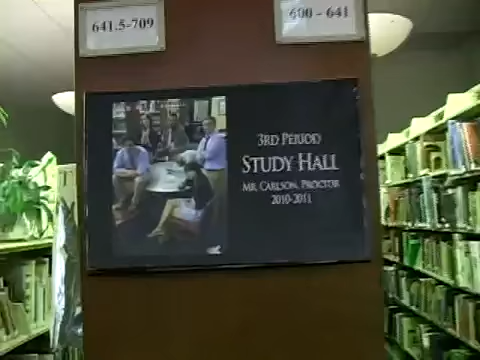 641.5-709
600 - 641
3RD PERIOD
STUDY HALL
MR. CARLSON, PROCTOR
2010-2011